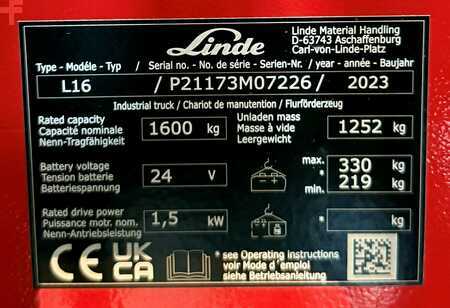 Linde
Linde Material Handling
D-63743 Aschaffenburg
Carl-von-Linde-Platz
Type - Modéle - Typ / Serial no. - No. de série - Serien-Nr. / year - année - Baujahr
L16 / P21173M07226 / 2023
Industrial truck / Chariot de manutention / Flurförderzeug
Rated capacity
Capacité nominale
Nenn-Tragfähigkeit
1600 kg
Unladen mass
Masse à vide
Leergewicht
1252 kg
Battery voltage
Tension batterie
Batteriespannung
24 V
max. 330 kg
* *
min. 219 kg
Rated drive power
Puissance motr. nom.
Nenn-Antriebsleistung
1,5 kW
* kg
CE UK
CA
* see Operating instructions
voir Mode d'emploi
siehe Betriebsanleitung